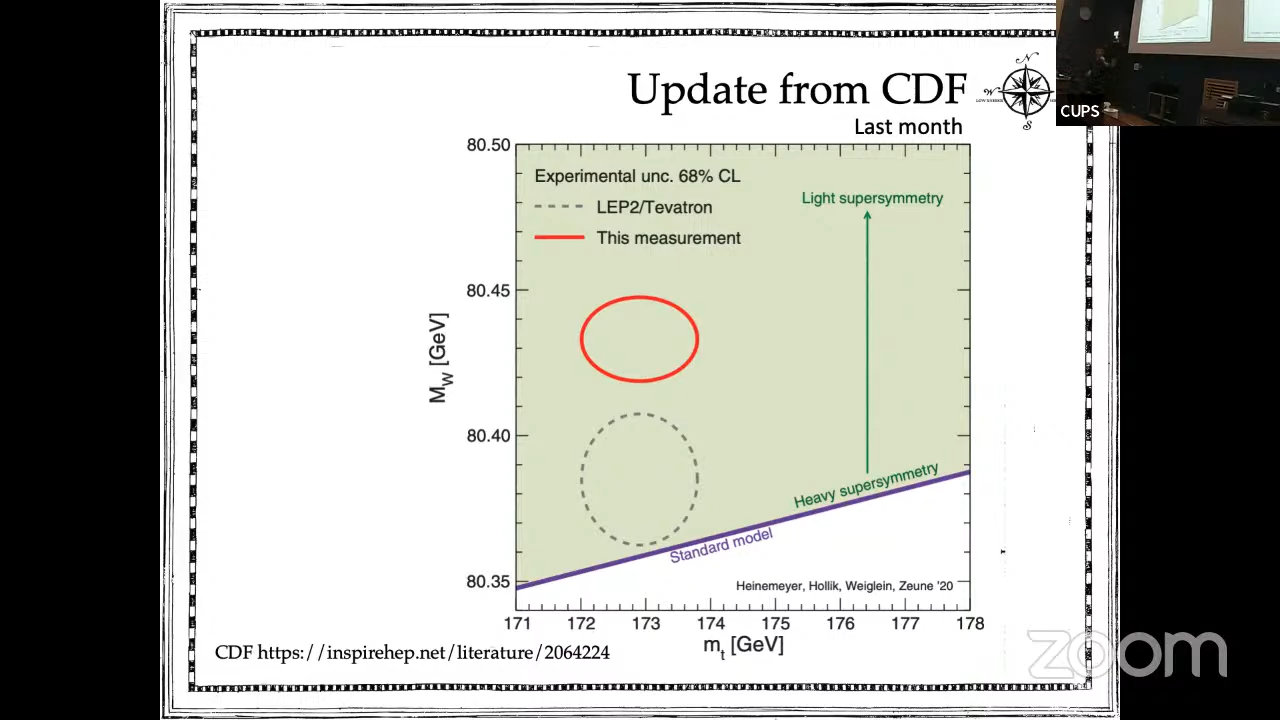 Update from CDF
Last month
N
W
S
CUPS
80.50
80.45
80.40
80.35
M_W [GeV]
Experimental unc. 68% CL
LEP2/Tevatron
This measurement
Light supersymmetry
Heavy supersymmetry
Standard model
Heinemeyer, Hollik, Weiglein, Zeune '20
171 172 173 174 175 176 177 178
m_t [GeV]
CDF https://inspirehep.net/literature/2064224
zoom